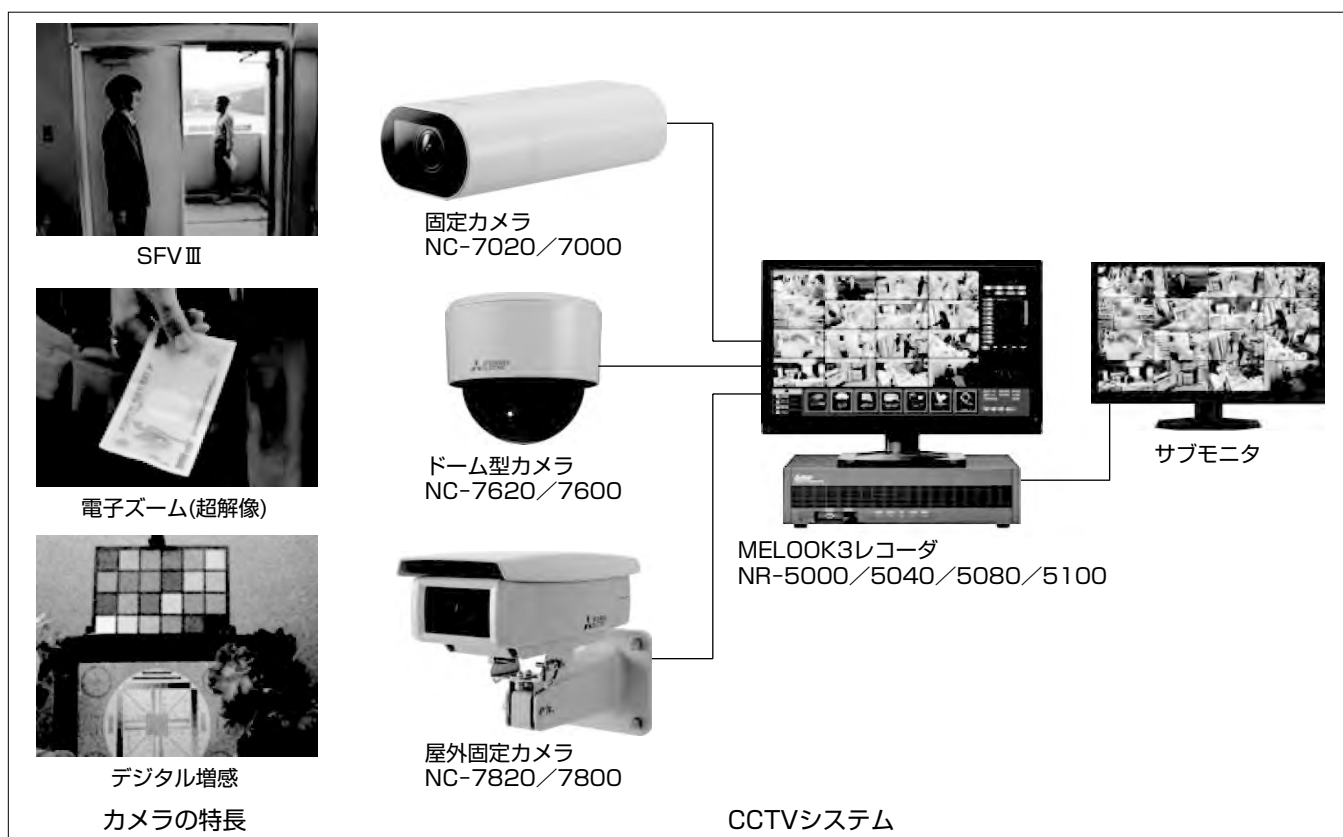 SFVⅢ
電子ズーム(超解像)
デジタル増感
カメラの特長
固定カメラ
NC-7020／7000
ドーム型カメラ
NC-7620／7600
屋外固定カメラ
NC-7820／7800
MELOOK3レコーダ
NR-5000／5040／5080／5100
サブモニタ
CCTVシステム